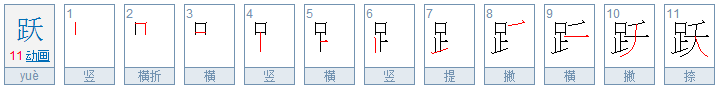 跃 1 2 3 4 5 6 7 8 9 10 11
11 动画
yuè 竖 横折 横 竖 横 竖 提 撇 横 撇 捺